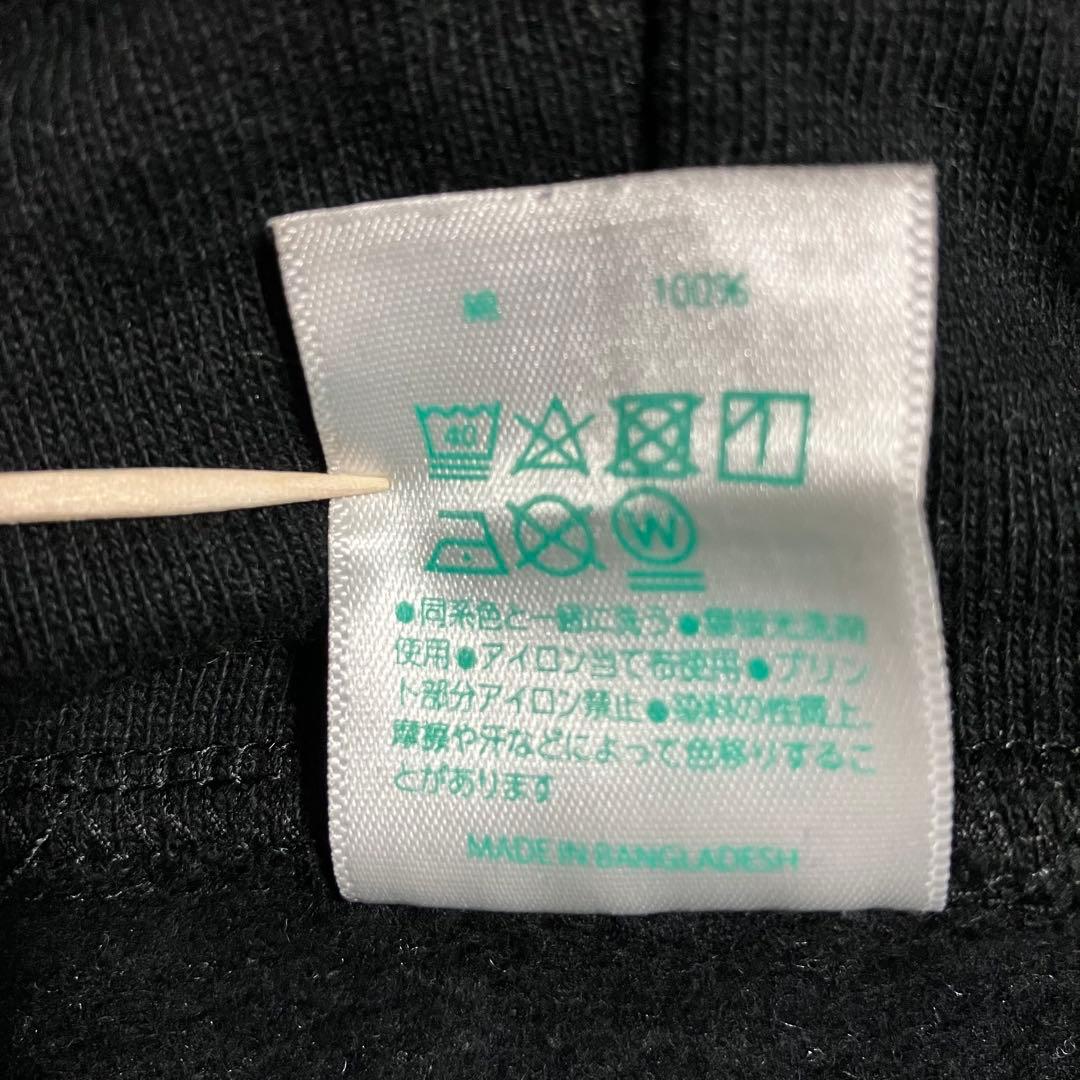 綿 100%
40
W
●同系色と一緒に洗う●無蛍光洗剤
使用●アイロン当て布使用●プリン
ト部分アイロン禁止●染料の性質上、
摩擦や汗などによって色移りするこ
とがあります
MADE IN BANGLADESH